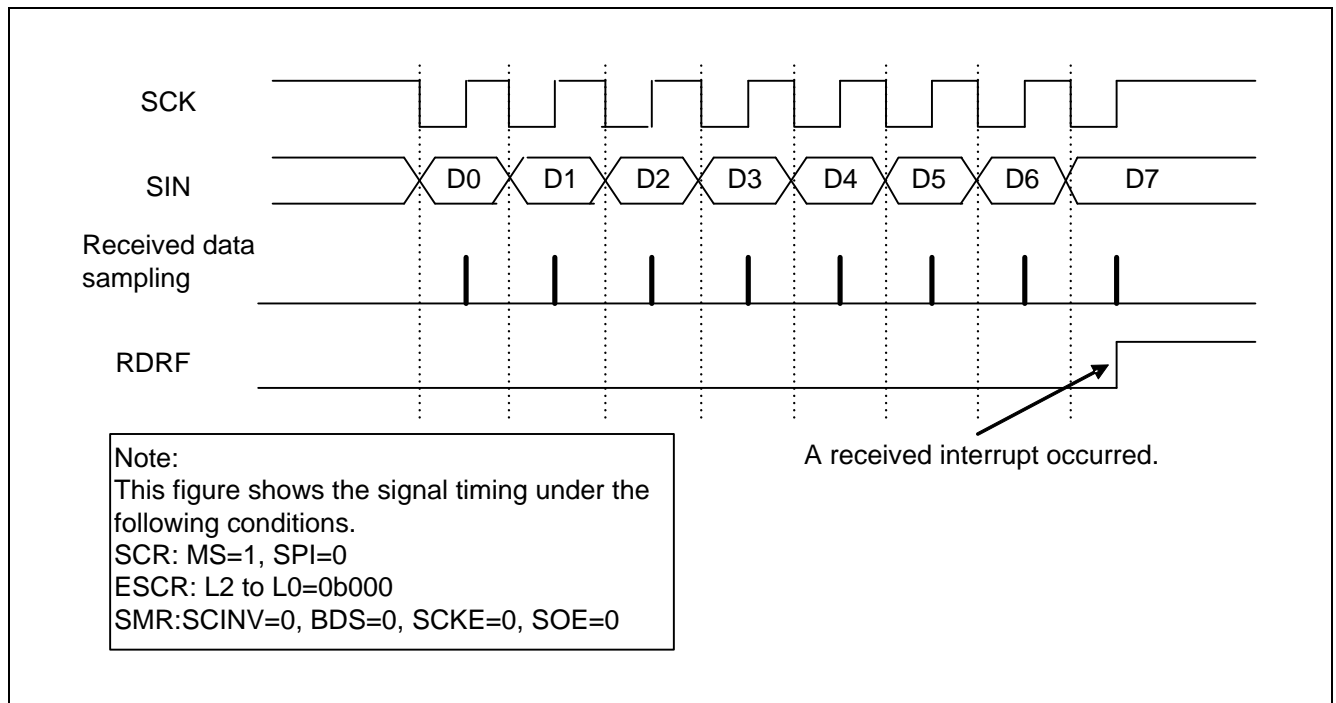 SCK
SIN
D0 D1 D2 D3 D4 D5 D6 D7
Received data
sampling
RDRF
A received interrupt occurred.
Note:
This figure shows the signal timing under the
following conditions.
SCR: MS=1, SPI=0
ESCR: L2 to L0=0b000
SMR:SCINV=0, BDS=0, SCKE=0, SOE=0